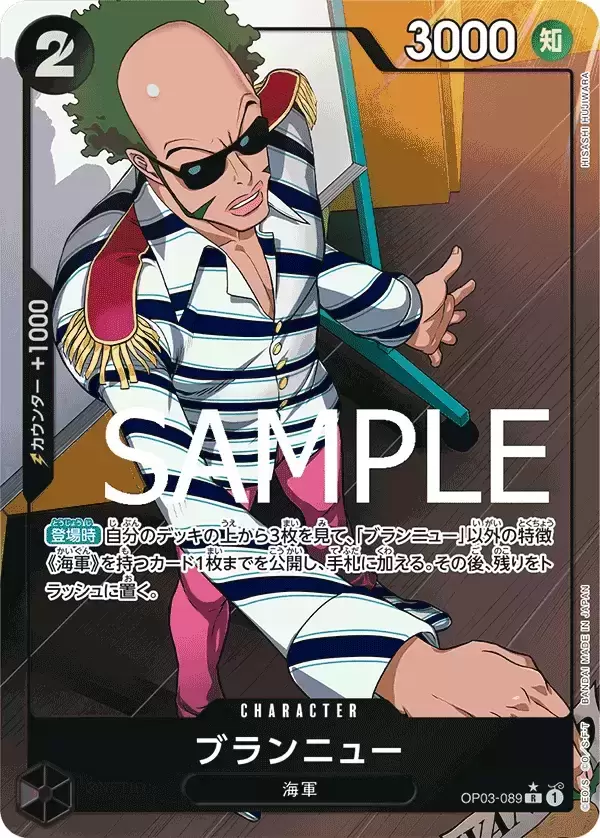 2
3000
知
HISASHI FUJIWARA
カウンター +1000
SAMPLE
登場時 自分のデッキの上から3枚を見て、「ブランニュー」以外の特徴
《海軍》を持つカード1枚までを公開し、手札に加える。その後、残りをト
ラッシュに置く。
BANDAI MADE IN JAPAN
CHARACTER
ブランニュー
海軍
OP03-089 R 1